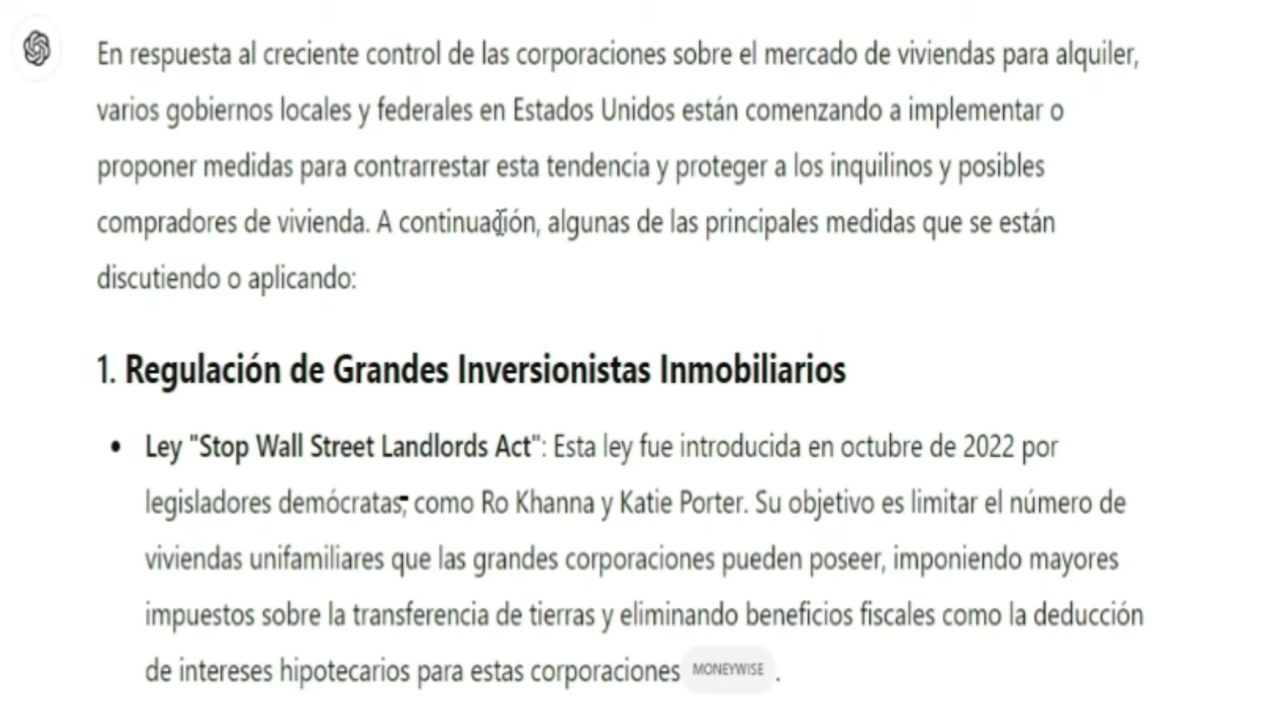 En respuesta al creciente control de las corporaciones sobre el mercado de viviendas para alquiler,
varios gobiernos locales y federales en Estados Unidos están comenzando a implementar o
proponer medidas para contrarrestar esta tendencia y proteger a los inquilinos y posibles
compradores de vivienda. A continuación, algunas de las principales medidas que se están
discutiendo o aplicando:
1. Regulación de Grandes Inversionistas Inmobiliarios
• Ley "Stop Wall Street Landlords Act": Esta ley fue introducida en octubre de 2022 por
legisladores demócratas, como Ro Khanna y Katie Porter. Su objetivo es limitar el número de
viviendas unifamiliares que las grandes corporaciones pueden poseer, imponiendo mayores
impuestos sobre la transferencia de tierras y eliminando beneficios fiscales como la deducción
de intereses hipotecarios para estas corporaciones MONEYWISE .